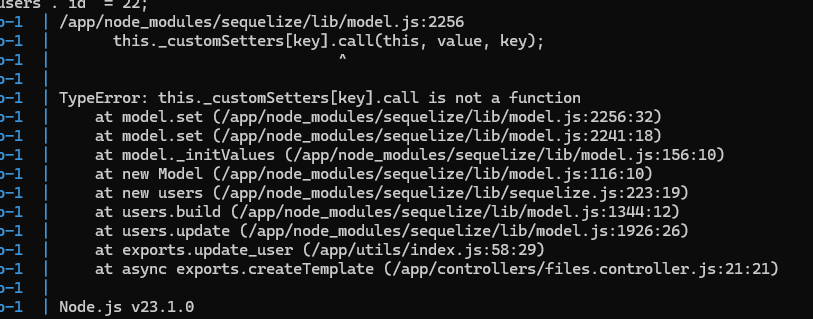 users`.`id` = 22;
p-1 | /app/node_modules/sequelize/lib/model.js:2256
p-1 | this._customSetters[key].call(this, value, key);
p-1 | ^
p-1 |
p-1 | TypeError: this._customSetters[key].call is not a function
p-1 | at model.set (/app/node_modules/sequelize/lib/model.js:2256:32)
p-1 | at model.set (/app/node_modules/sequelize/lib/model.js:2241:18)
p-1 | at model._initValues (/app/node_modules/sequelize/lib/model.js:156:10)
p-1 | at new Model (/app/node_modules/sequelize/lib/model.js:116:10)
p-1 | at new users (/app/node_modules/sequelize/lib/sequelize.js:223:19)
p-1 | at users.build (/app/node_modules/sequelize/lib/model.js:1344:12)
p-1 | at users.update (/app/node_modules/sequelize/lib/model.js:1926:26)
p-1 | at exports.update_user (/app/utils/index.js:58:29)
p-1 | at async exports.createTemplate (/app/controllers/files.controller.js:21:21)
p-1 |
p-1 | Node.js v23.1.0